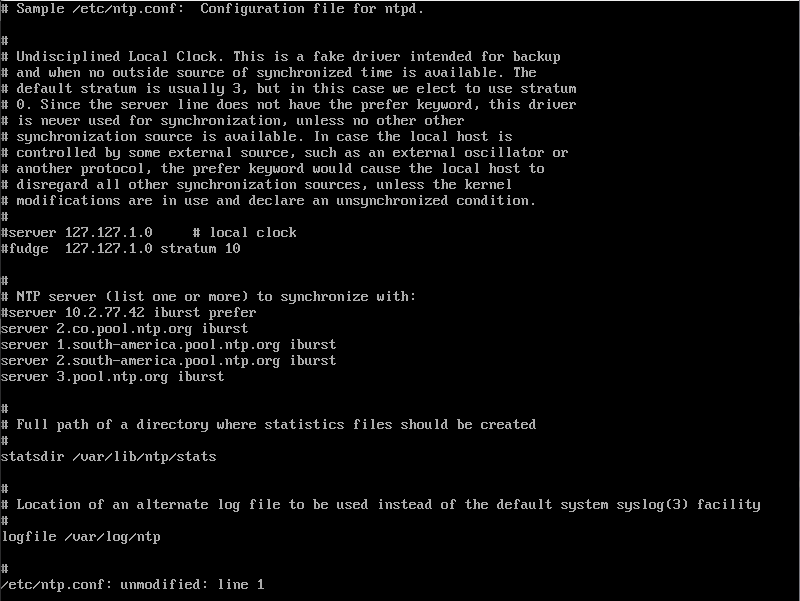 # Sample /etc/ntp.conf:  Configuration file for ntpd.
#
# Undisciplined Local Clock. This is a fake driver intended for backup
# and when no outside source of synchronized time is available. The
# default stratum is usually 3, but in this case we elect to use stratum
# 0. Since the server line does not have the prefer keyword, this driver
# is never used for synchronization, unless no other other
# synchronization source is available. In case the local host is
# controlled by some external source, such as an external oscillator or
# another protocol, the prefer keyword would cause the local host to
# disregard all other synchronization sources, unless the kernel
# modifications are in use and declare an unsynchronized condition.
#
#server 127.127.1.0     # local clock
#fudge  127.127.1.0 stratum 10
#
# NTP server (list one or more) to synchronize with:
#server 10.2.77.42 iburst prefer
server 2.co.pool.ntp.org iburst
server 1.south-america.pool.ntp.org iburst
server 2.south-america.pool.ntp.org iburst
server 3.pool.ntp.org iburst
#
# Full path of a directory where statistics files should be created
#
statsdir /var/lib/ntp/stats
#
# Location of an alternate log file to be used instead of the default system syslog(3) facility
#
logfile /var/log/ntp
#
/etc/ntp.conf: unmodified: line 1